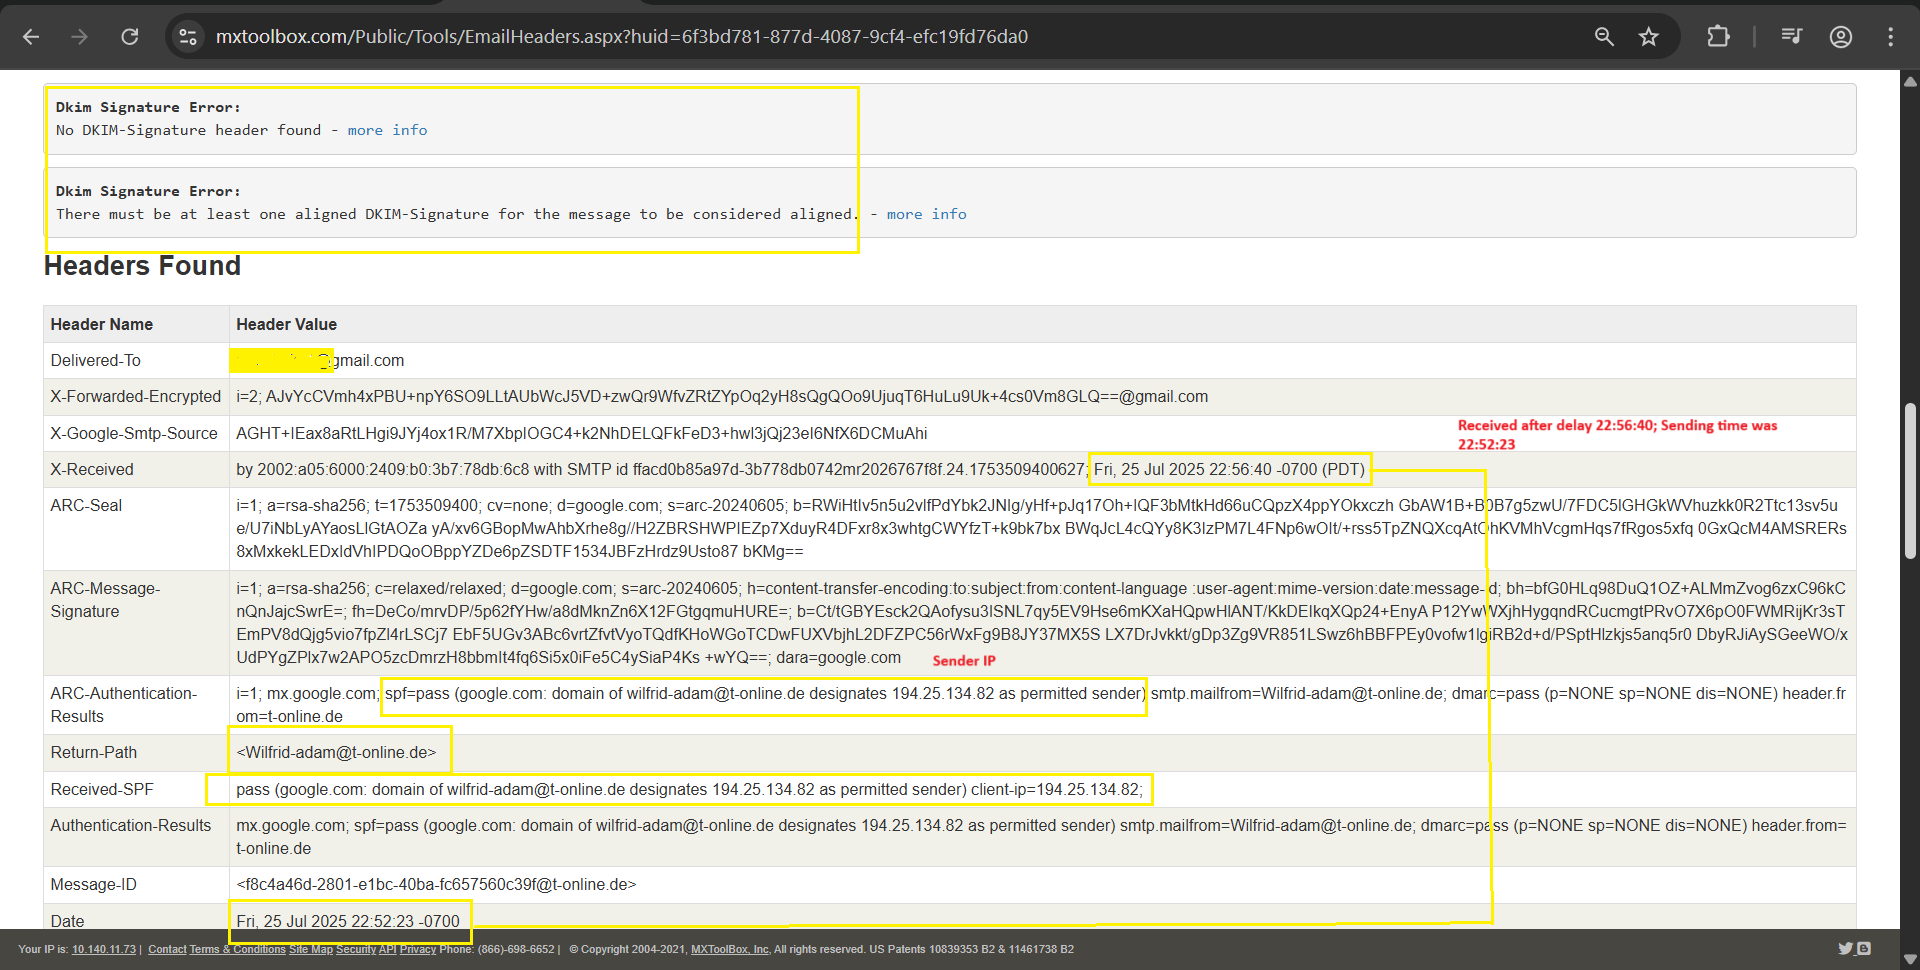 mxtoolbox.com/Public/Tools/EmailHeaders.aspx?huid=6f3bd781-877d-4087-9cf4-efc19fd76da0
Dkim Signature Error:
No DKIM-Signature header found - more info
Dkim Signature Error:
There must be at least one aligned DKIM-Signature for the message to be considered aligned. - more info
Headers Found
Header Name Header Value
Delivered-To @gmail.com
X-Forwarded-Encrypted i=2; AJvYcCVmh4xPBU+npY6SO9LLtAUbWcJ5VD+zwQr9WfvZRtZYpOq2yH8sQgQOo9UjuqT6HuLu9Uk+4cs0Vm8GLQ==@gmail.com
X-Google-Smtp-Source AGHT+IEax8aRtLHgi9JYj4ox1R/M7XbpIOGC4+k2NhDELQFkFeD3+hwl3jQj23eI6NfX6DCMuAhi
Received after delay 22:56:40; Sending time was
22:52:23
X-Received by 2002:a05:6000:2409:b0:3b7:78db:6c8 with SMTP id ffacd0b85a97d-3b778db0742mr2026767f8f.24.1753509400627; Fri, 25 Jul 2025 22:56:40 -0700 (PDT)
ARC-Seal i=1; a=rsa-sha256; t=1753509400; cv=none; d=google.com; s=arc-20240605; b=RWiHtIv5n5u2vlfPdYbk2JNIg/yHf+pJq17Oh+IQF3bMtkHd66uCQpzX4ppYOkxczh GbAW1B+B0B7g5zwU/7FDC5IGHGkWVhuzkk0R2Ttc13sv5u
e/U7iNbLyAYaosLlGtAOZa yA/xv6GBopMwAhbXrhe8g//H2ZBRSHWPIEZp7XduyR4DFxr8x3whtgCWYfzT+k9bk7bx BWqJcL4cQYy8K3IzPM7L4FNp6wOlt/+rss5TpZNQXcqAtOhKVMhVcgmHqs7fRgos5xfq 0GxQcM4AMSRERs
8xMxkekLEDxIdVhIPDQoOBppYZDe6pZSDTF1534JBFzHrdz9Usto87 bKMg==
ARC-Message- i=1; a=rsa-sha256; c=relaxed/relaxed; d=google.com; s=arc-20240605; h=content-transfer-encoding:to:subject:from:content-language :user-agent:mime-version:date:message-id; bh=bfG0HLq98DuQ1OZ+ALMmZvog6zxC96kC
Signature nQnJajcSwrE=; fh=DeCo/mrvDP/5p62fYHw/a8dMknZn6X12FGtgqmuHURE=; b=Ct/tGBYEsck2QAofysu3ISNL7qy5EV9Hse6mKXaHQpwHlANT/KkDEIkqXQp24+EnyA P12YwWXjhHygqndRCucmgtPRvO7X6pO0FWMRijKr3sT
EmPV8dQjg5vio7fpZl4rLSCj7 EbF5UGv3ABc6vrtZfvtVyoTQdfKHoWGoTCDwFUXVbjhL2DFZPC56rWxFg9B8JY37MX5S LX7DrJvkkt/gDp3Zg9VR851LSwz6hBBFPEy0vofw1lgiRB2d+d/PSptHlzkjs5anq5r0 DbyRJiAySGeeWO/x
UdPYgZPlx7w2APO5zcDmrzH8bbmIt4fq6Si5x0iFe5C4ySiaP4Ks +wYQ==; dara=google.com
Sender IP
ARC-Authentication- i=1; mx.google.com; spf=pass (google.com: domain of wilfrid-adam@t-online.de designates 194.25.134.82 as permitted sender) smtp.mailfrom=Wilfrid-adam@t-online.de; dmarc=pass (p=NONE sp=NONE dis=NONE) header.fr
Results om=t-online.de
Return-Path <Wilfrid-adam@t-online.de>
Received-SPF pass (google.com: domain of wilfrid-adam@t-online.de designates 194.25.134.82 as permitted sender) client-ip=194.25.134.82;
Authentication-Results mx.google.com; spf=pass (google.com: domain of wilfrid-adam@t-online.de designates 194.25.134.82 as permitted sender) smtp.mailfrom=Wilfrid-adam@t-online.de; dmarc=pass (p=NONE sp=NONE dis=NONE) header.from=
t-online.de
Message-ID <f8c4a46d-2801-e1bc-40ba-fc657560c39f@t-online.de>
Date Fri, 25 Jul 2025 22:52:23 -0700
Your IP is: 10.140.11.73 | Contact Terms & Conditions Site Map Security API Privacy Phone: (866)-698-6652 | © Copyright 2004-2021, MXToolBox, Inc, All rights reserved. US Patents 10839353 B2 & 11461738 B2